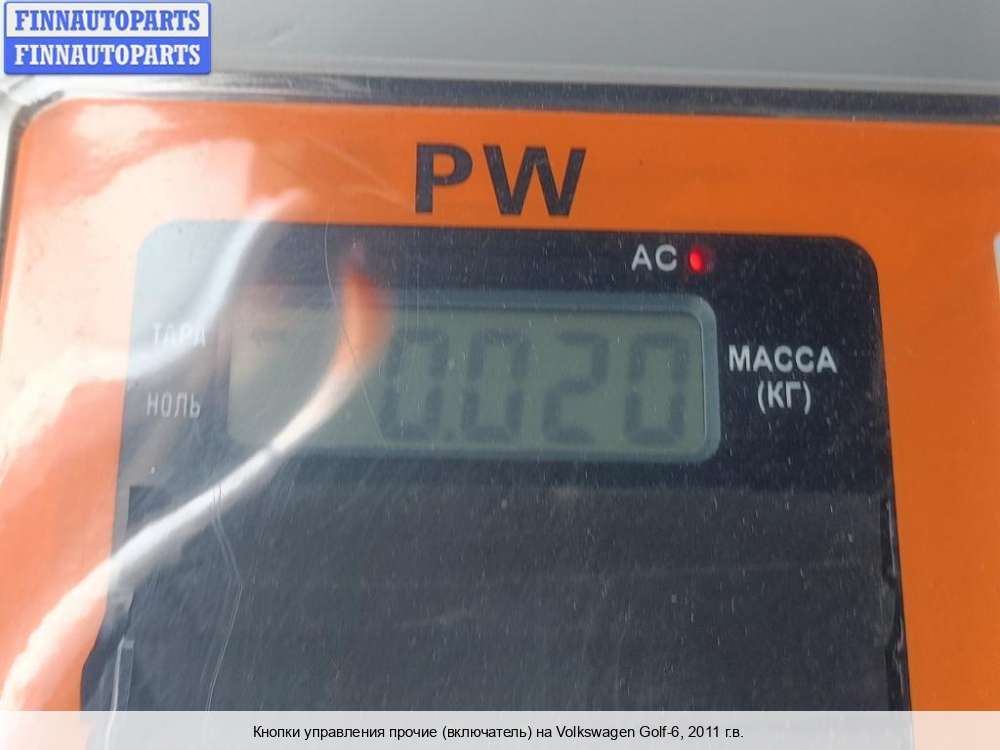 FINNAUTOPARTS
FINNAUTOPARTS
PW
AC
ТАРА
0.020
МАССА
(КГ)
НОЛЬ
Кнопки управления прочие (включатель) на Volkswagen Golf-6, 2011 г.в.